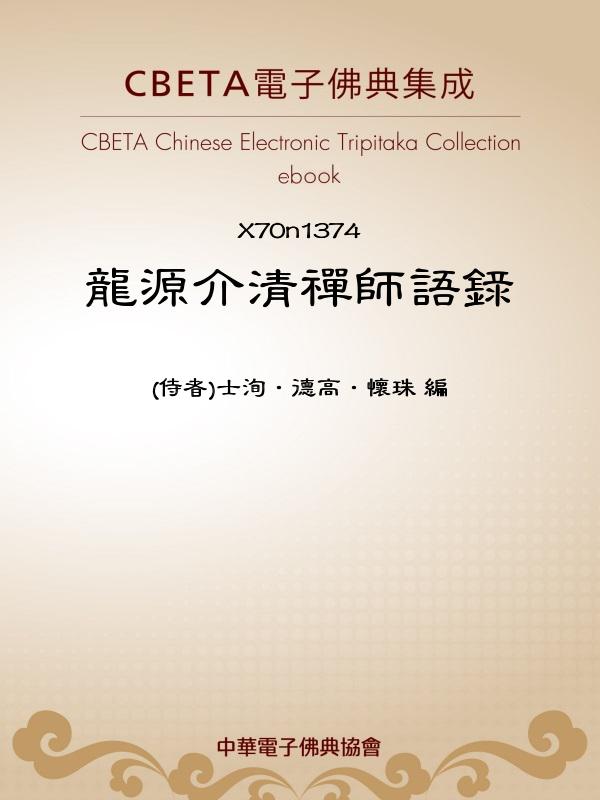 CBETA電子佛典集成
CBETA Chinese Electronic Tripitaka Collection
ebook
X70n1374
龍源介清禪師語錄
(侍者)士洵．德高．懷珠 編
中華電子佛典協會